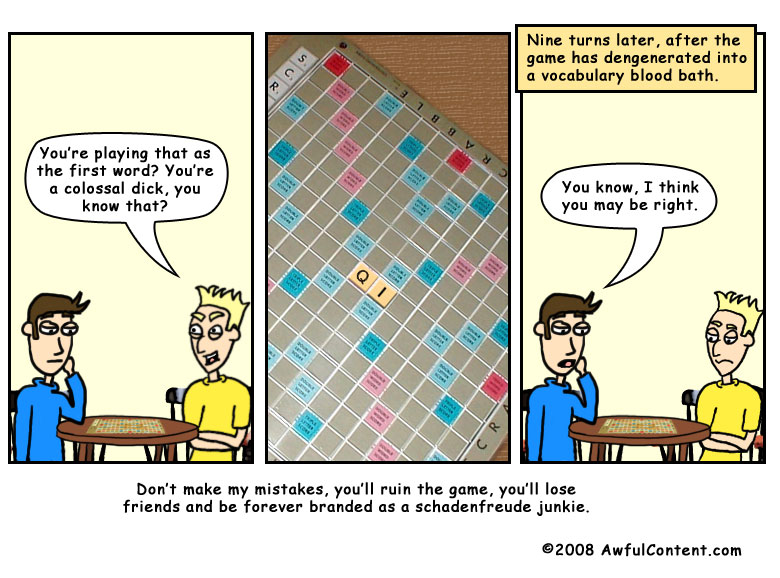 You're playing that as
the first word? You're
a colossal dick, you
know that?
S.
C.
R.
S C R A B B L E
C R A
Q I
Nine turns later, after the
game has dengenerated into
a vocabulary blood bath.
You know, I think
you may be right.
Don't make my mistakes, you'll ruin the game, you'll lose
friends and be forever branded as a schadenfreude junkie.
©2008 AwfulContent.com